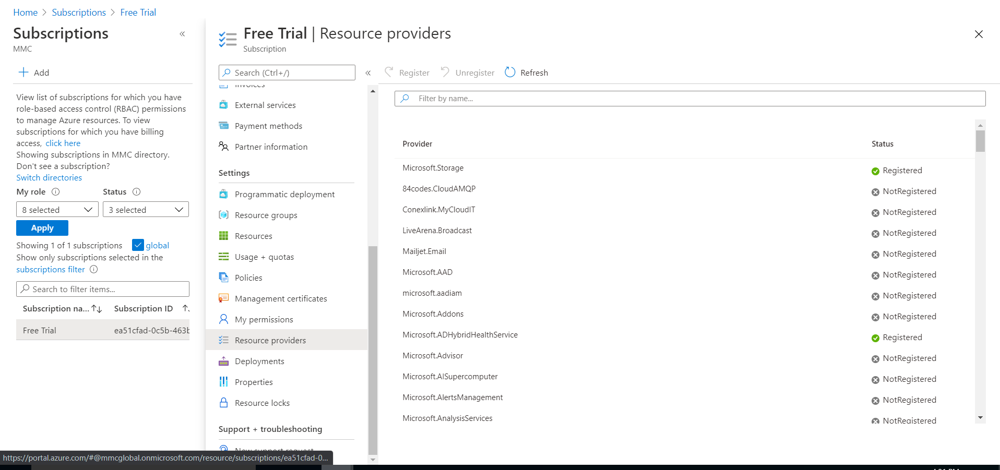 Home > Subscriptions > Free Trial
Subscriptions «
MMC
Add
View list of subscriptions for which you have
role-based access control (RBAC) permissions
to manage Azure resources. To view
subscriptions for which you have billing
access, click here
Showing subscriptions in MMC directory.
Don't see a subscription?
Switch directories
My role Status
8 selected 3 selected
Apply
Showing 1 of 1 subscriptions global
Show only subscriptions selected in the
subscriptions filter
Search to filter items...
Subscription na... Subscription ID
Free Trial ea51cfad-0c5b-463b
Free Trial | Resource providers
Subscription
Search (Ctrl+/) «
Invoices
External services
Payment methods
Partner information
Settings
Programmatic deployment
Resource groups
Resources
Usage + quotas
Policies
Management certificates
My permissions
Resource providers
Deployments
Properties
Resource locks
Support + troubleshooting
New support request
Register Unregister Refresh
Filter by name...
Provider Status
Microsoft.Storage Registered
84codes.CloudAMQP NotRegistered
Conexlink.MyCloudIT NotRegistered
LiveArena.Broadcast NotRegistered
Mailjet.Email NotRegistered
Microsoft.AAD NotRegistered
microsoft.aadiam NotRegistered
Microsoft.Addons NotRegistered
Microsoft.ADHybridHealthService Registered
Microsoft.Advisor NotRegistered
Microsoft.AISupercomputer NotRegistered
Microsoft.AlertsManagement NotRegistered
Microsoft.AnalysisServices NotRegistered
https://portal.azure.com/#@mmcglobal.onmicrosoft.com/resource/subscriptions/ea51cfad-0...